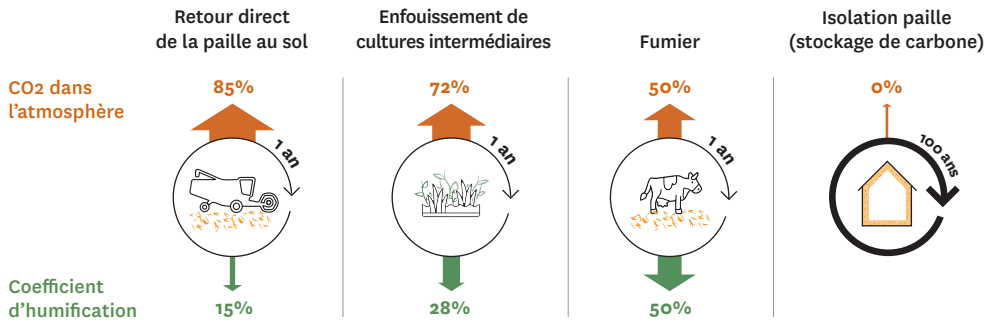 Retour direct
de la paille au sol
Enfouissement de
cultures intermédiaires
Fumier
Isolation paille
(stockage de carbone)
CO2 dans
l'atmosphère
85%
72%
50%
0%
1 an
1 an
1 an
100 ans
Coefficient
d'humification
15%
28%
50%